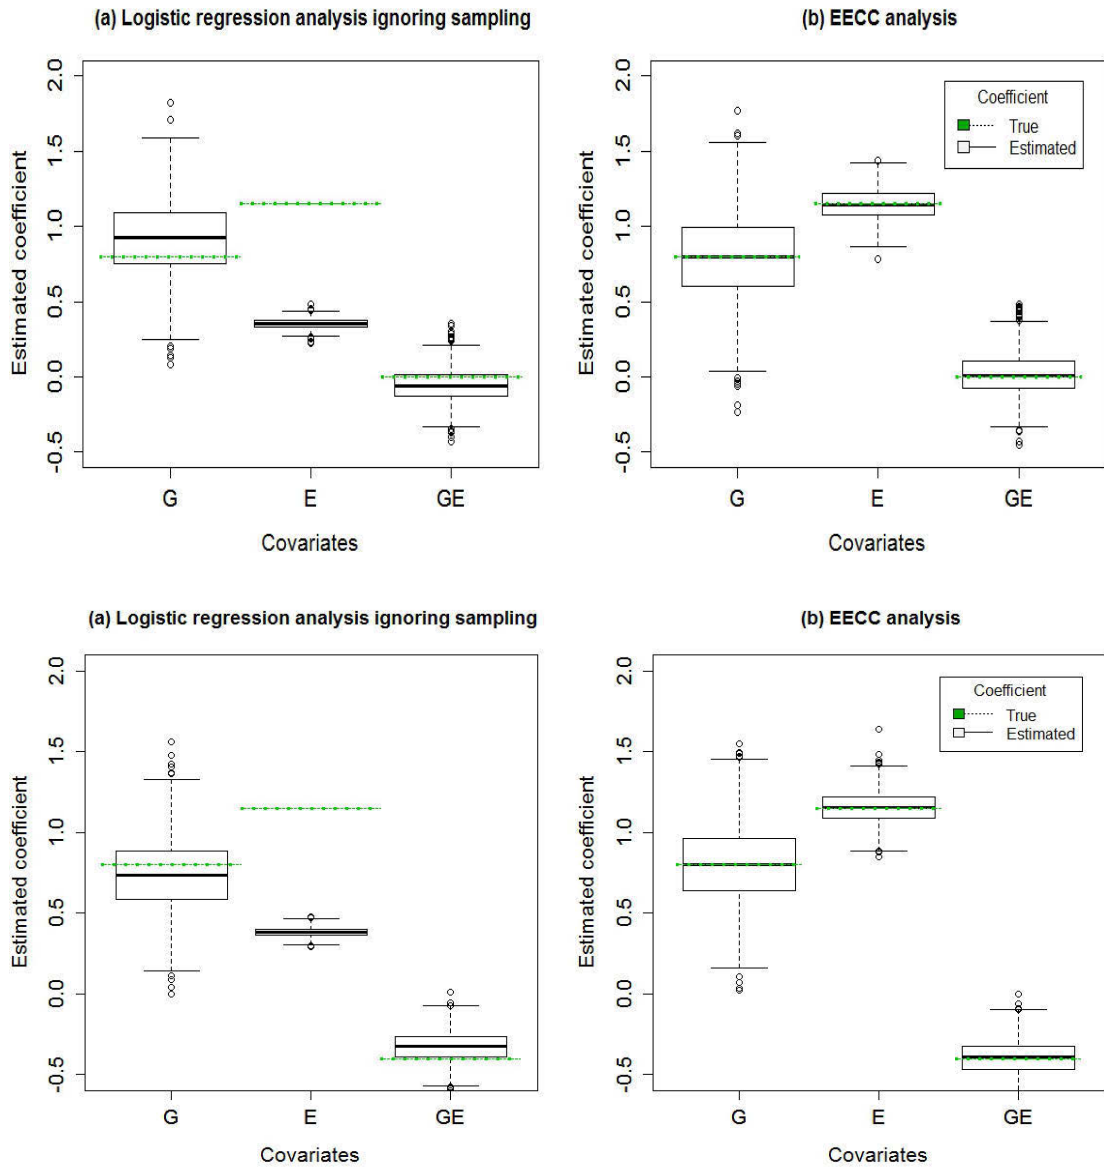 (a) Logistic regression analysis ignoring sampling
(b) EECC analysis
Estimated coefficient
2.0
1.5
1.0
0.5
0.0
-0.5
G E GE
Covariates
Estimated coefficient
2.0
1.5
1.0
0.5
0.0
-0.5
Coefficient
True
Estimated
G E GE
Covariates
(a) Logistic regression analysis ignoring sampling
(b) EECC analysis
Estimated coefficient
2.0
1.5
1.0
0.5
0.0
-0.5
G E GE
Covariates
Estimated coefficient
2.0
1.5
1.0
0.5
0.0
-0.5
Coefficient
True
Estimated
G E GE
Covariates